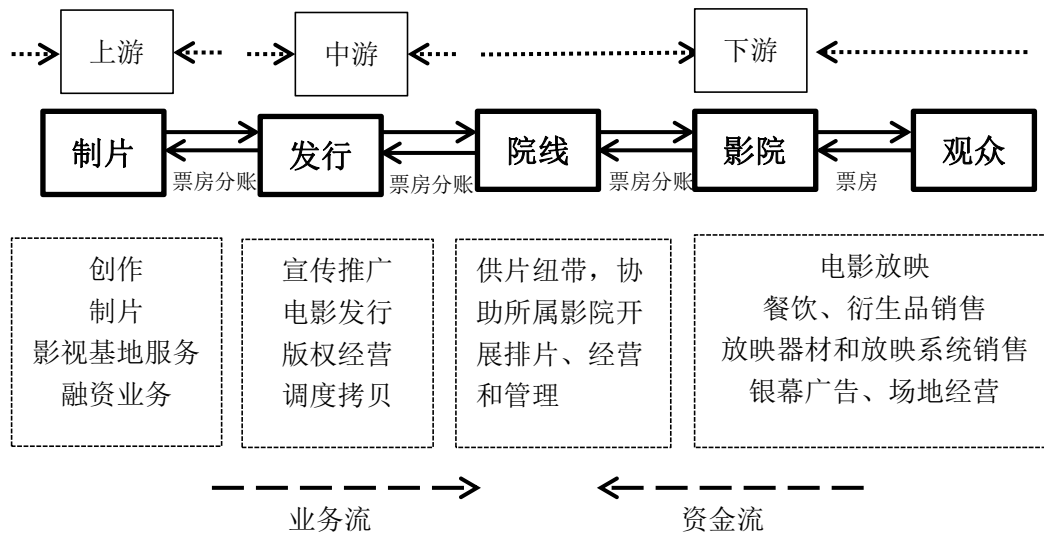 上游
中游
下游
制片
发行
院线
影院
观众
票房分账
票房分账
票房分账
票房
创作
制片
影视基地服务
融资业务
宣传推广
电影发行
版权经营
调度拷贝
供片纽带，协
助所属影院开
展排片、经营
和管理
电影放映
餐饮、衍生品销售
放映器材和放映系统销售
银幕广告、场地经营
业务流
资金流